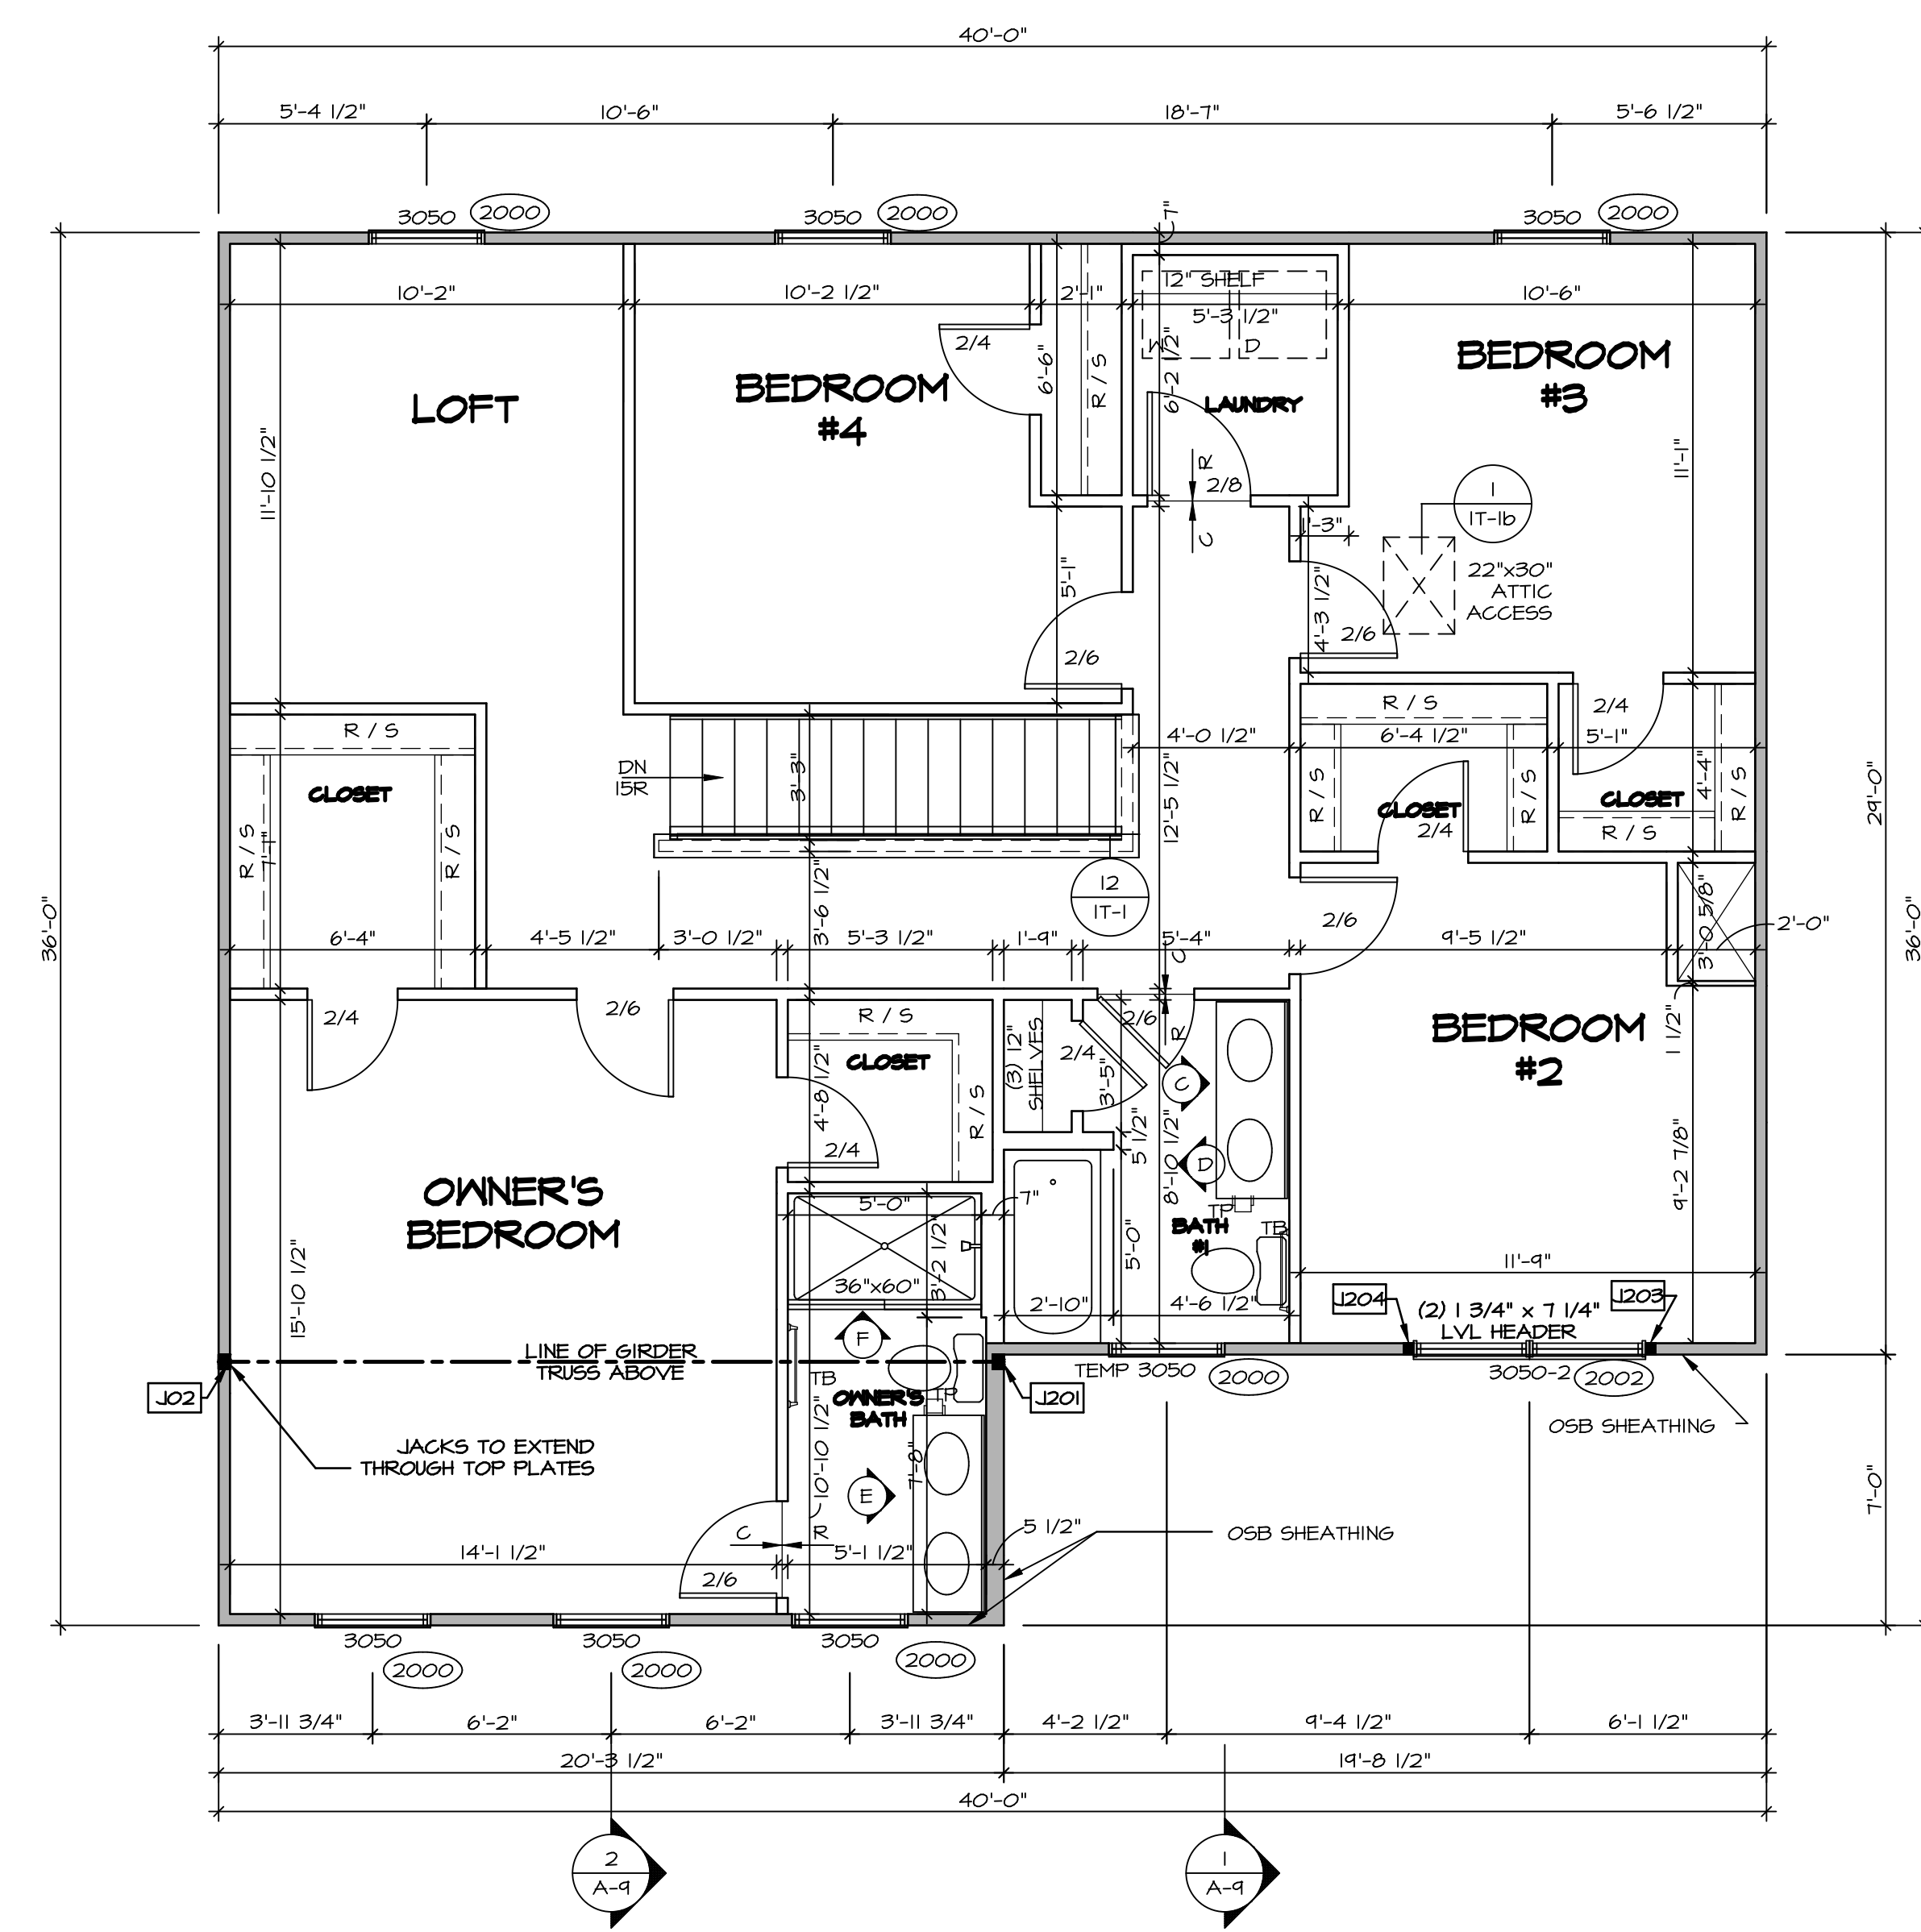 40'-0"
5'-4 1/2" 10'-6" 18'-7" 5'-6 1/2"
3050 2000 3050 2000 7" 3050 2000
12" SHELF
10'-2" 10'-2 1/2" 2'-1" 5'-3 1/2" 10'-6"
W D
2/4
6'-6"
R / S
6'-2 1/2"
LOFT
BEDROOM
#4
LAUNDRY
BEDROOM
#3
11'-10 1/2"
11'-1"
R
2/8
C
1
IT-1b
1'-3"
22"x30"
ATTIC
ACCESS
5'-1"
4'-3 1/2"
2/6
2/6
R / S
R / S
2/4
4'-0 1/2" 6'-4 1/2" 5'-1"
DN
15R
3'-3"
12'-5 1/2"
CLOSET
R / S
7'-11"
R / S
R / S
CLOSET
2/4
R / S
CLOSET
R / S
4'-4"
R / S
29'-0"
36'-0"
36'-0"
12
IT-1
3'-6 1/2"
2/6
3'-0 5/8"
2'-0"
6'-4" 4'-5 1/2" 3'-0 1/2" 5'-3 1/2" 1'-9" 5'-4" 9'-5 1/2"
C
R
2/4
2/6
R / S
CLOSET
R / S
4'-8 1/2"
2/4
(3) 12"
SHELVES
2/4
2/6
3'-5"
5 1/2"
8'-10 1/2"
C
D
1 1/2"
BEDROOM
#2
9'-2 7/8"
OWNER'S
BEDROOM
15'-10 1/2"
5'-0"
7"
36"x60"
3'-2 1/2"
5'-0"
TP
TB
BATH
#1
11'-9"
2'-10" 4'-6 1/2"
J204
(2) 1 3/4" x 7 1/4"
LVL HEADER
J203
LINE OF GIRDER
TRUSS ABOVE
F
TB
TP
OWNER'S
BATH
TEMP 3050 2000
3050-2 2002
J02
J201
OSB SHEATHING
JACKS TO EXTEND
THROUGH TOP PLATES
10'-10 1/2"
7'-8"
E
7'-0"
5 1/2"
OSB SHEATHING
C R
14'-1 1/2" 5'-1 1/2"
2/6
3050 2000 3050 2000 3050 2000
3'-11 3/4" 6'-2" 6'-2" 3'-11 3/4" 4'-2 1/2" 9'-4 1/2" 6'-1 1/2"
20'-3 1/2" 19'-8 1/2"
40'-0"
2
A-9
1
A-9